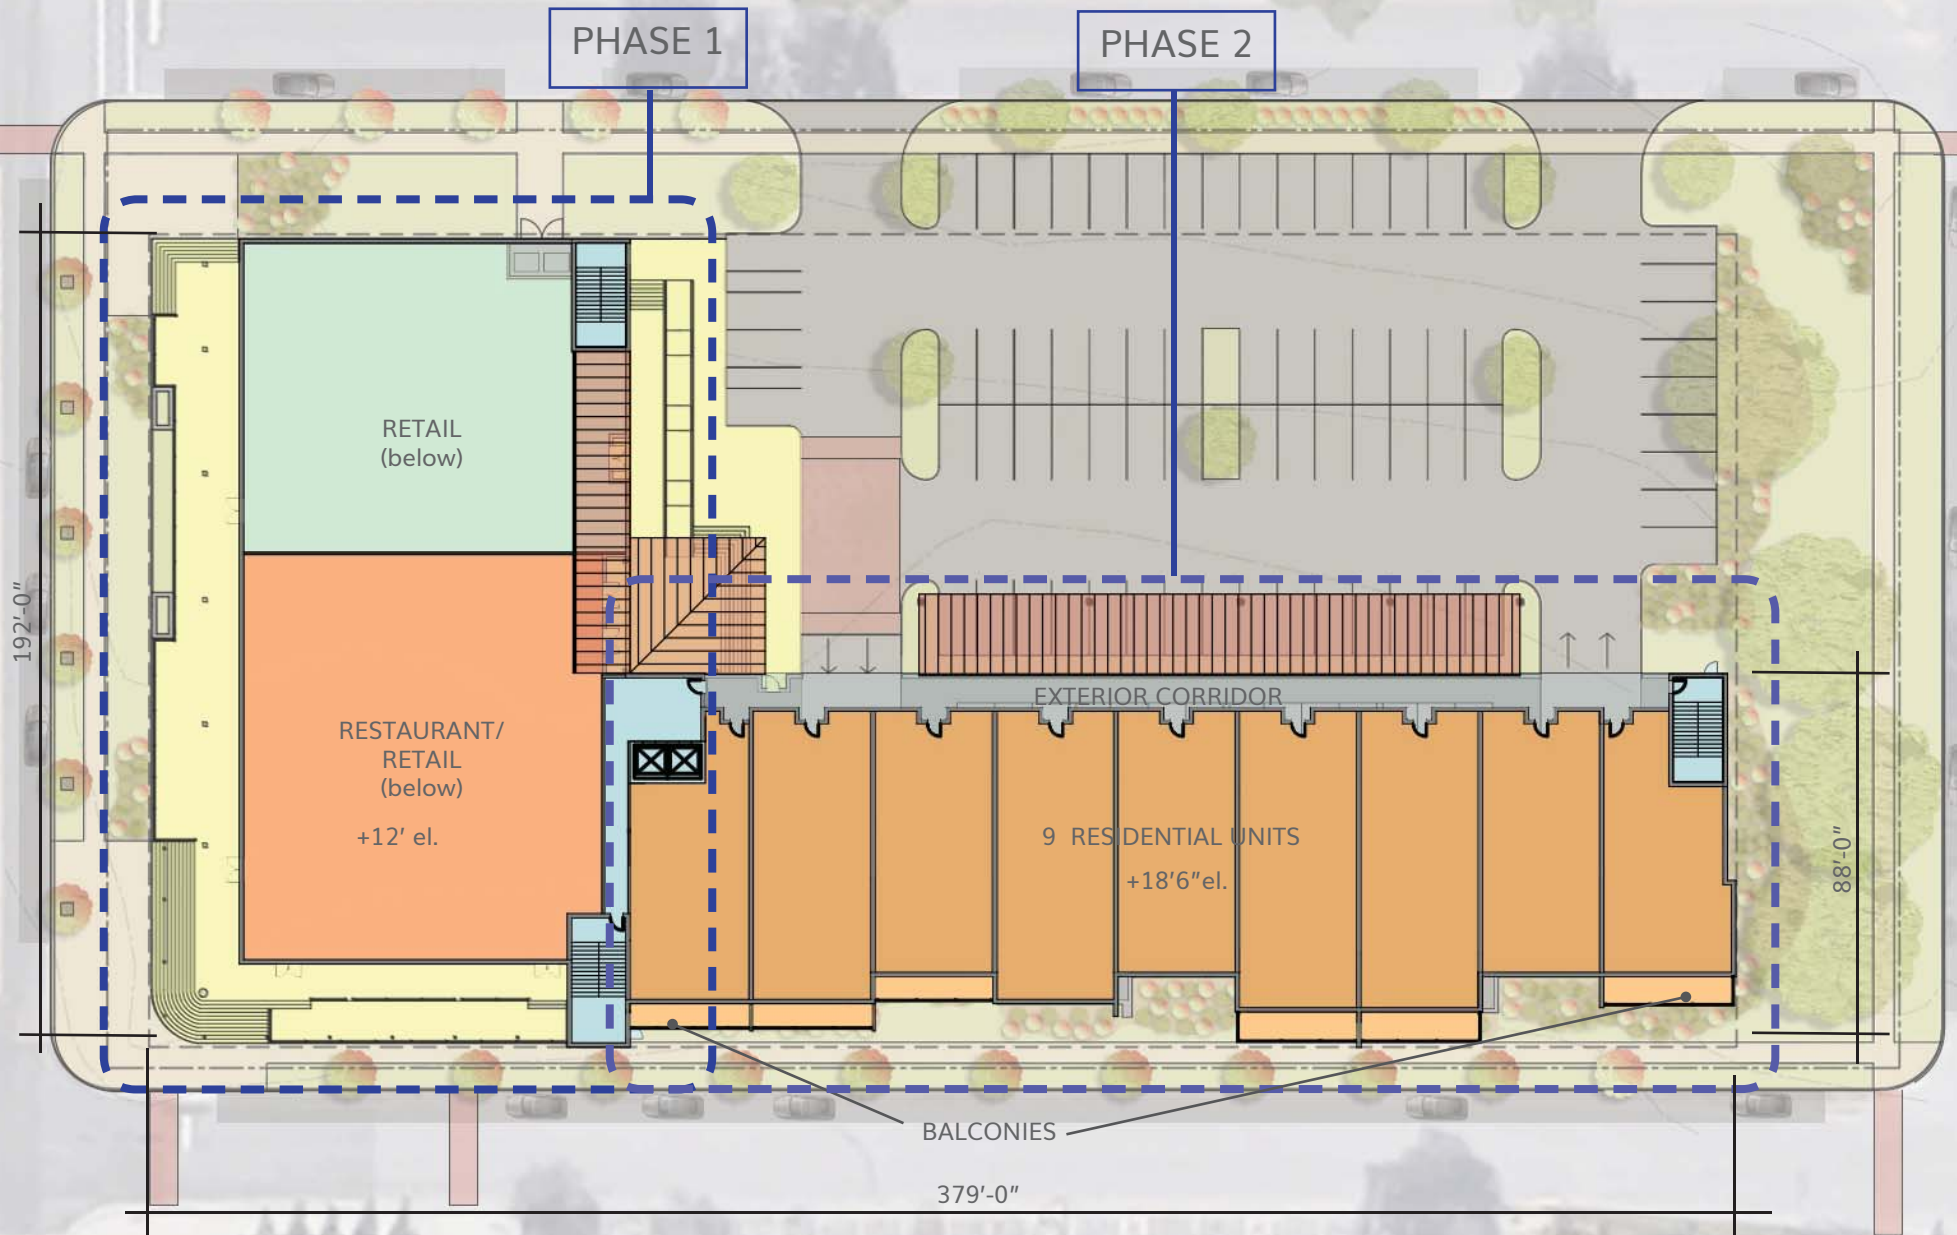 PHASE 1
PHASE 2
RETAIL
(below)
192'-0"
EXTERIOR CORRIDOR
RESTAURANT/
RETAIL
(below)
+12' el.
9 RESIDENTIAL UNITS
+18'6"el.
88'-0"
BALCONIES
379'-0"